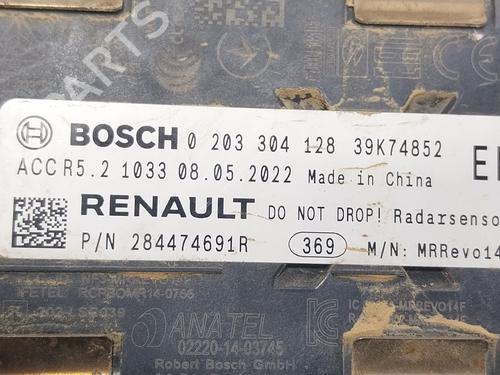 PARTS
BOSCH 0 203 304 128 39K74852
ACC R5.2 1033 08.05.2022 Made in China
RENAULT DO NOT DROP! Radarsenso
P/N 284474691R 369 M/N: MRRevo14
ANATEL
02220-14-03745
Robert Bosch GmbH